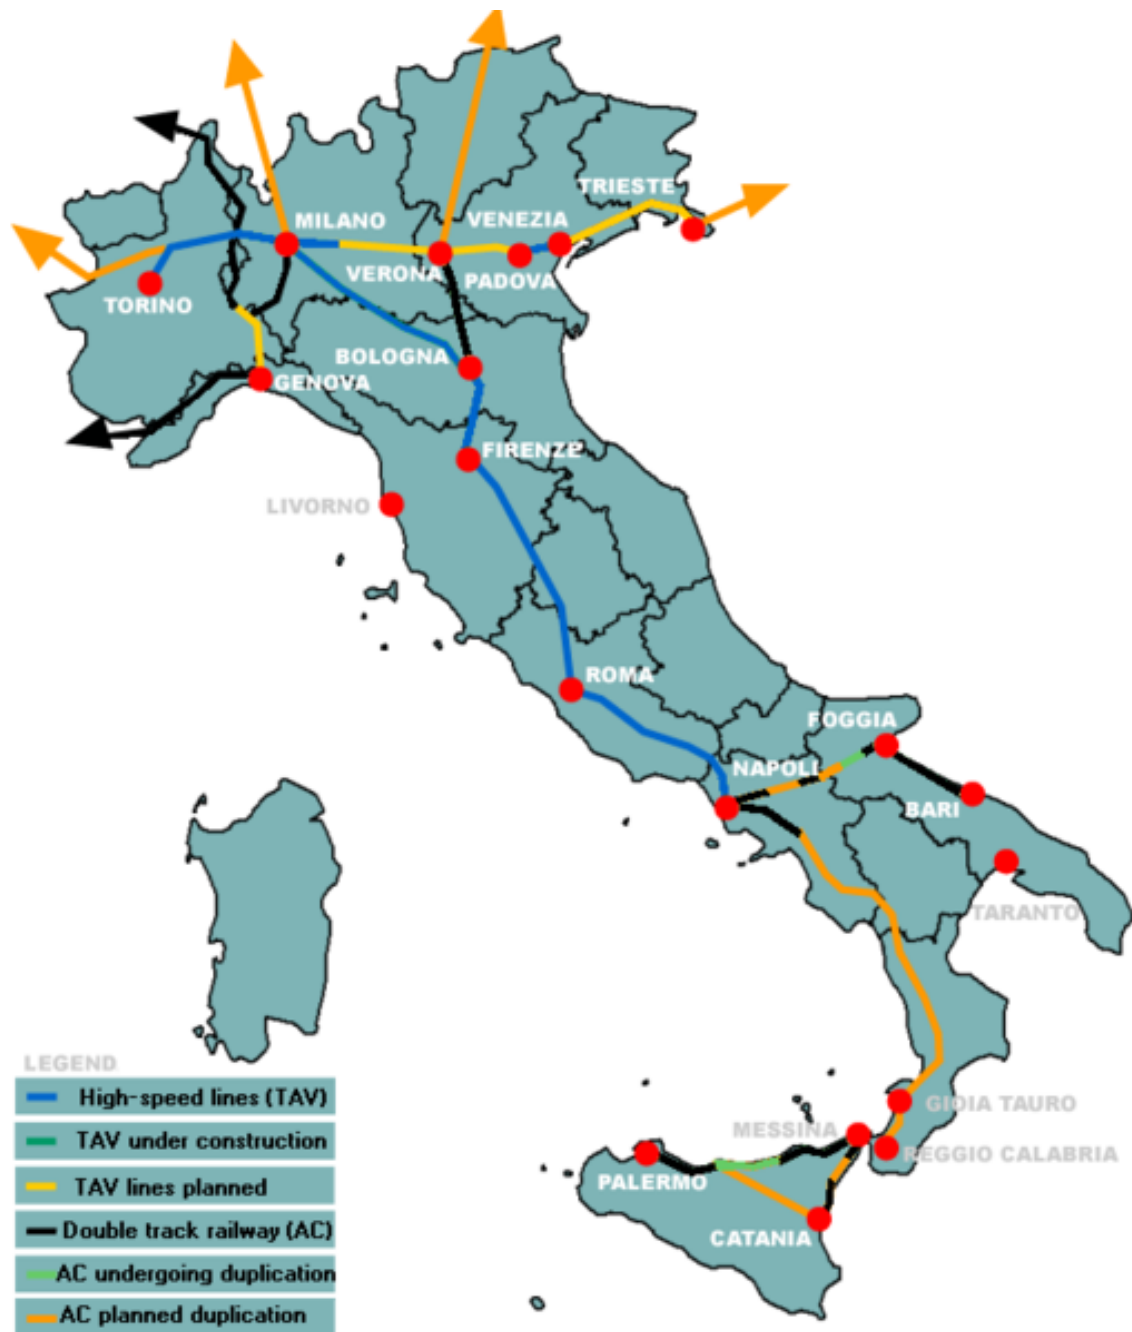 TRIESTE
MILANO
VENEZIA
VERONA
PADOVA
TORINO
BOLOGNA
GENOVA
FIRENZE
LIVORNO
ROMA
FOGGIA
NAPOLI
BARI
TARANTO
GIOIA TAURO
MESSINA
REGGIO CALABRIA
PALERMO
CATANIA
LEGEND
High-speed lines (TAV)
TAV under construction
TAV lines planned
Double track railway (AC)
AC undergoing duplication
AC planned duplication